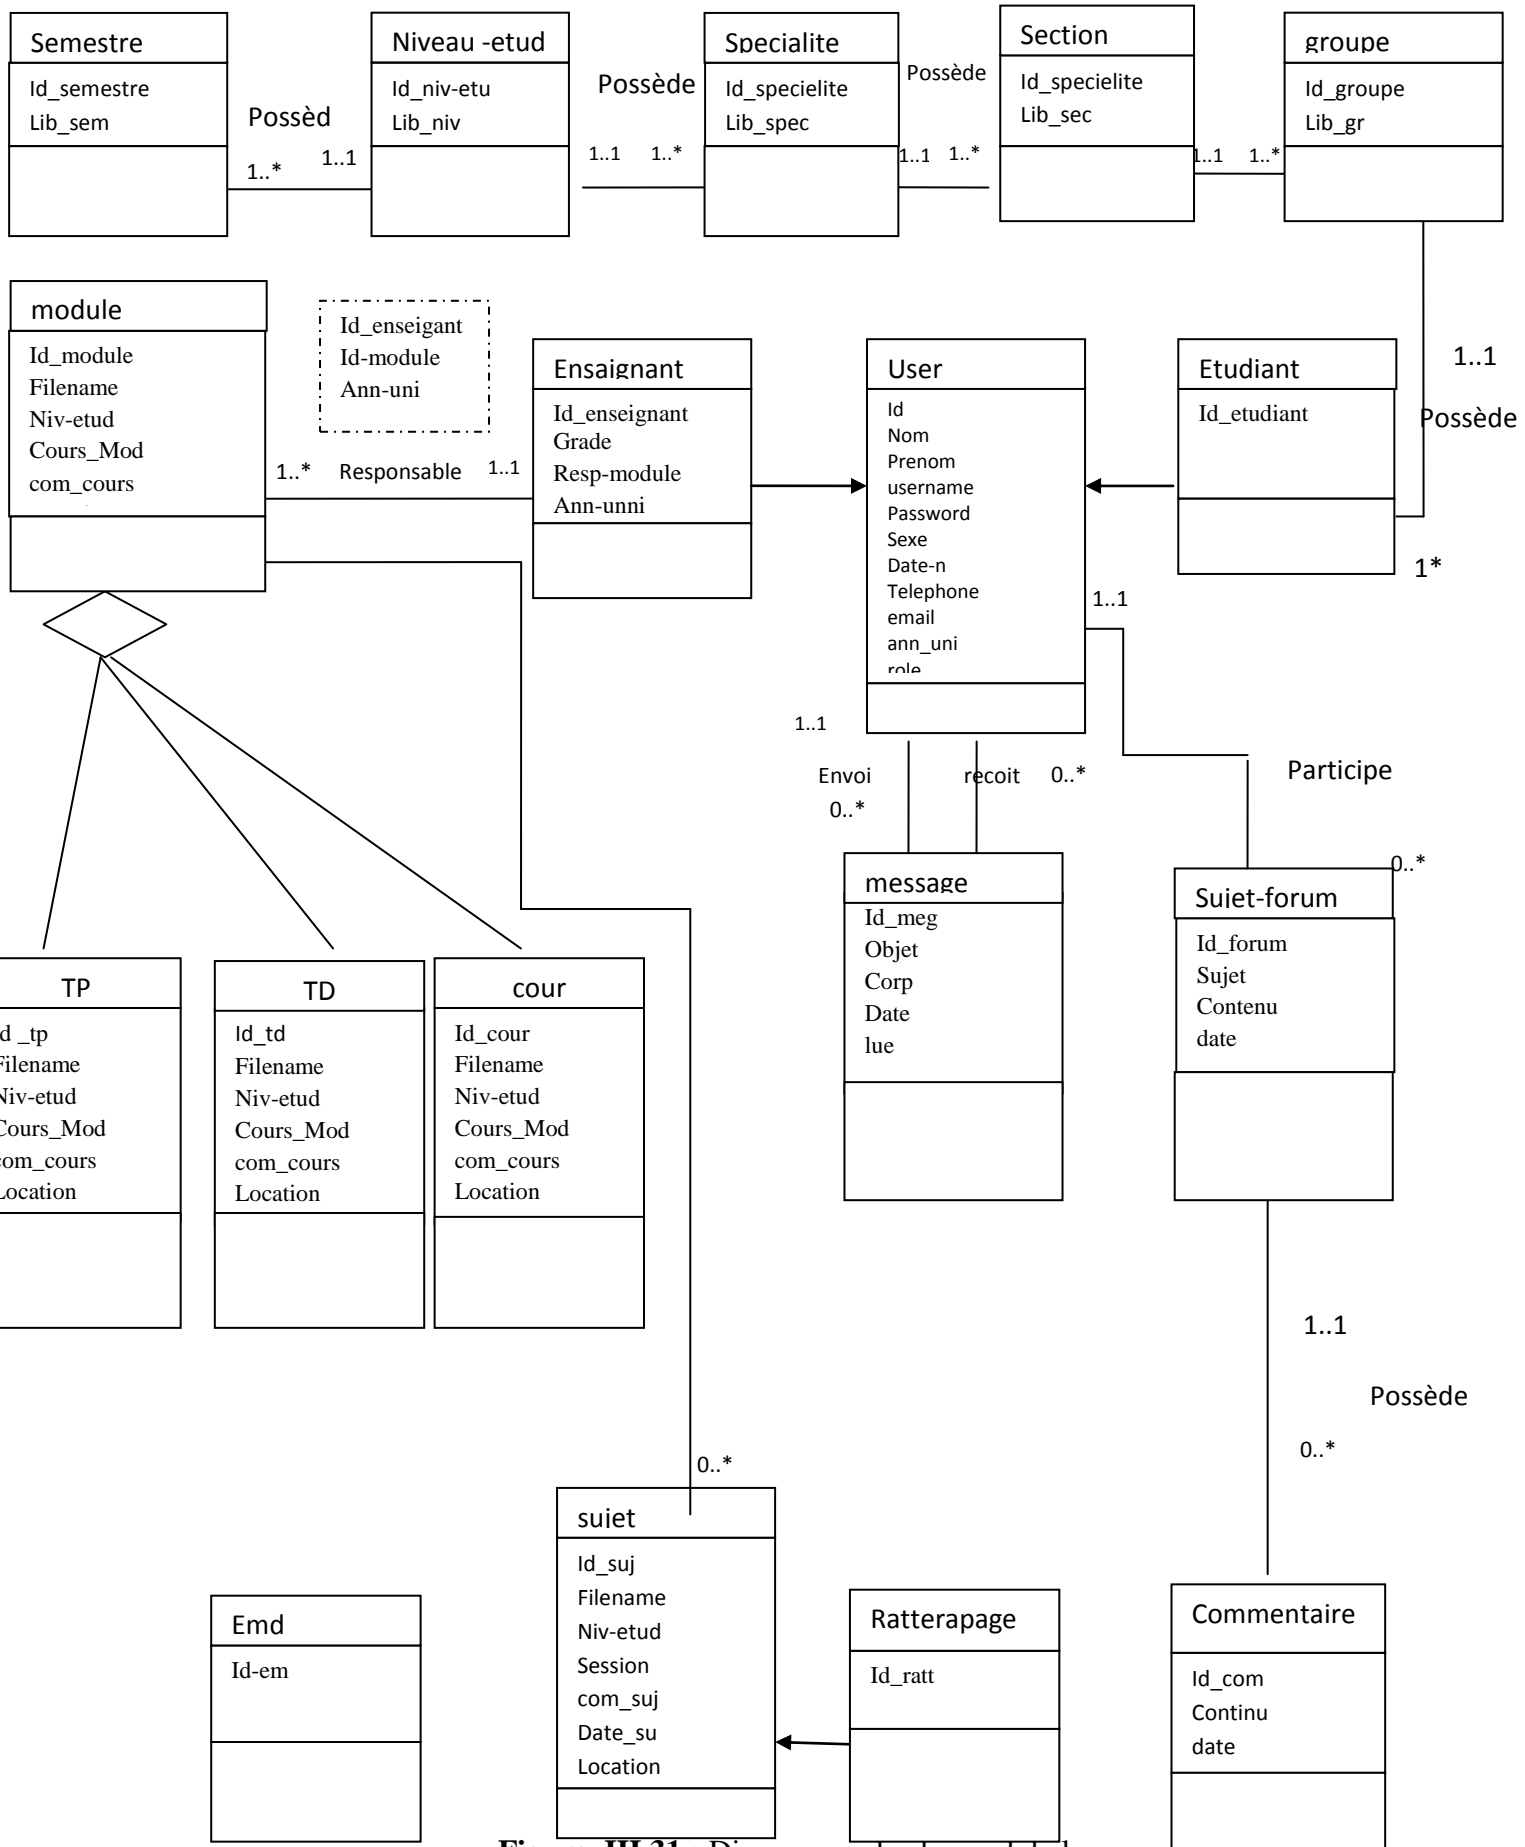 Semestre
Id_semestre
Lib_sem
Possèd
1..*
1..1
Niveau -etud
Id_niv-etu
Lib_niv
Possède
1..1
1..*
Specialite
Id_specielite
Lib_spec
Possède
1..1
1..*
Section
Id_specielite
Lib_sec
1..1
1..*
groupe
Id_groupe
Lib_gr
module
Id_module
Filename
Niv-etud
Cours_Mod
com_cours
Id_enseigant
Id-module
Ann-uni
1..*
Responsable
1..1
Ensaignant
Id_enseignant
Grade
Resp-module
Ann-unni
User
Id
Nom
Prenom
username
Password
Sexe
Date-n
Telephone
email
ann_uni
role
Etudiant
Id_etudiant
1..1
Possède
1*
1..1
1..1
Envoi
0..*
recoit
0..*
Participe
0..*
message
Id_meg
Objet
Corp
Date
lue
Sujet-forum
Id_forum
Sujet
Contenu
date
TP
d _tp
Filename
Niv-etud
Cours_Mod
com_cours
Location
TD
Id_td
Filename
Niv-etud
Cours_Mod
com_cours
Location
cour
Id_cour
Filename
Niv-etud
Cours_Mod
com_cours
Location
1..1
Possède
0..*
0..*
sujet
Id_suj
Filename
Niv-etud
Session
com_suj
Date_su
Location
Emd
Id-em
Ratterapage
Id_ratt
Commentaire
Id_com
Continu
date